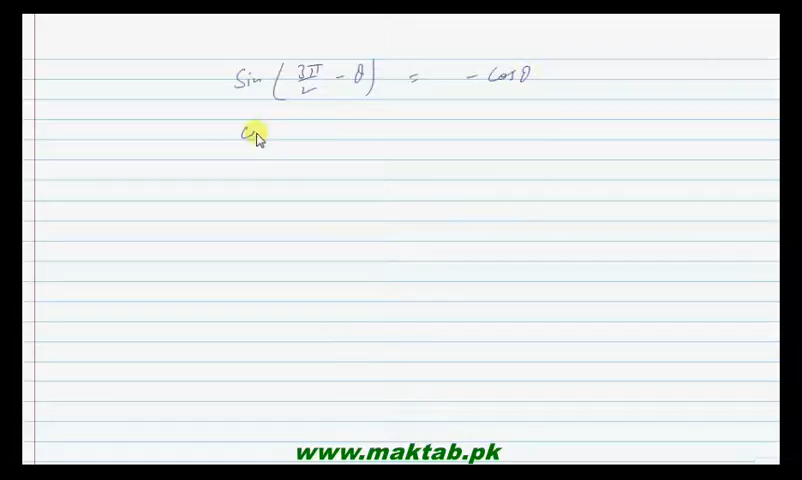 Sin (3π/2 - θ) = - Cosθ
www.maktab.pk